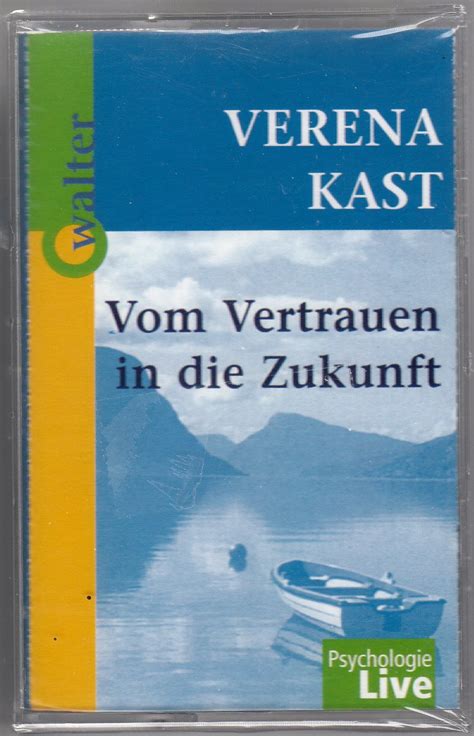 walter
VERENA
KAST
Vom Vertrauen
in die Zukunft
Psychologie
Live